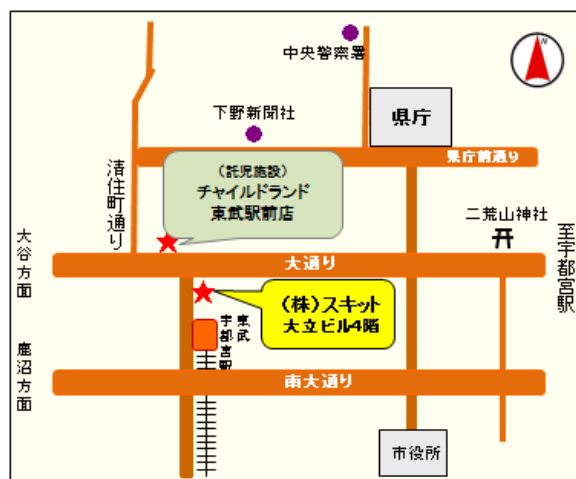 中央警察署
N
下野新聞社
県庁
県庁前通り
清住町通り
(託児施設)
チャイルドランド
東武駅前店
二荒山神社
大谷方面
大通り
至宇都宮駅
(株)スキット
大立ビル4階
東武
宇都宮駅
鹿沼方面
南大通り
市役所